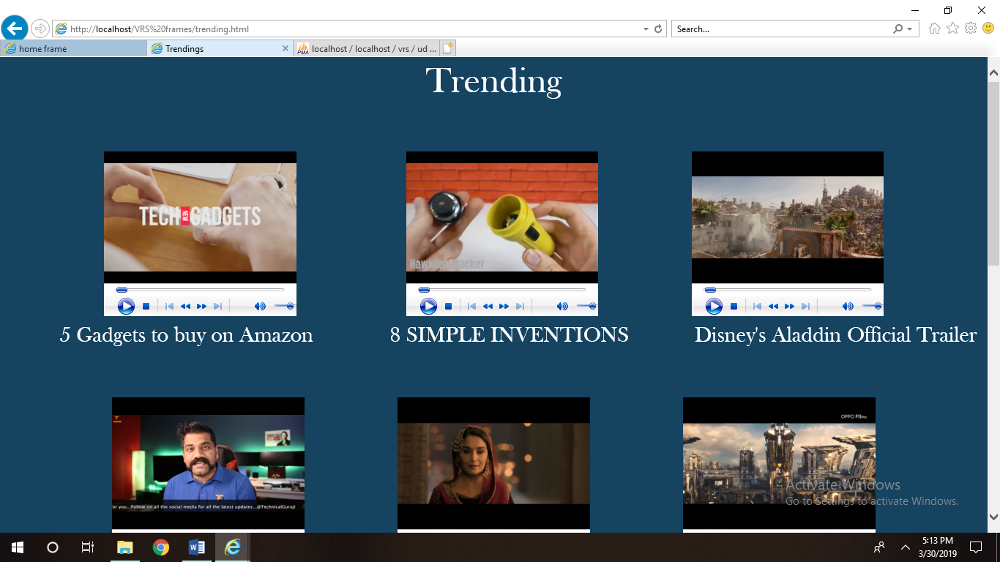 http://localhost/VRS%20frames/trending.html
Search...
home frame
Trendings
PMA
localhost / localhost / vrs / ud ...
Trending
TECH NEW GADGETS
5 Gadgets to buy on Amazon
8 SIMPLE INVENTIONS
Disney's Aladdin Official Trailer
or you...Follow on all the social media for all the latest updates...@TechnicalGuruji
OPPO F11 Pro
Activate Windows
Go to Settings to activate Windows.
5:13 PM
3/30/2019